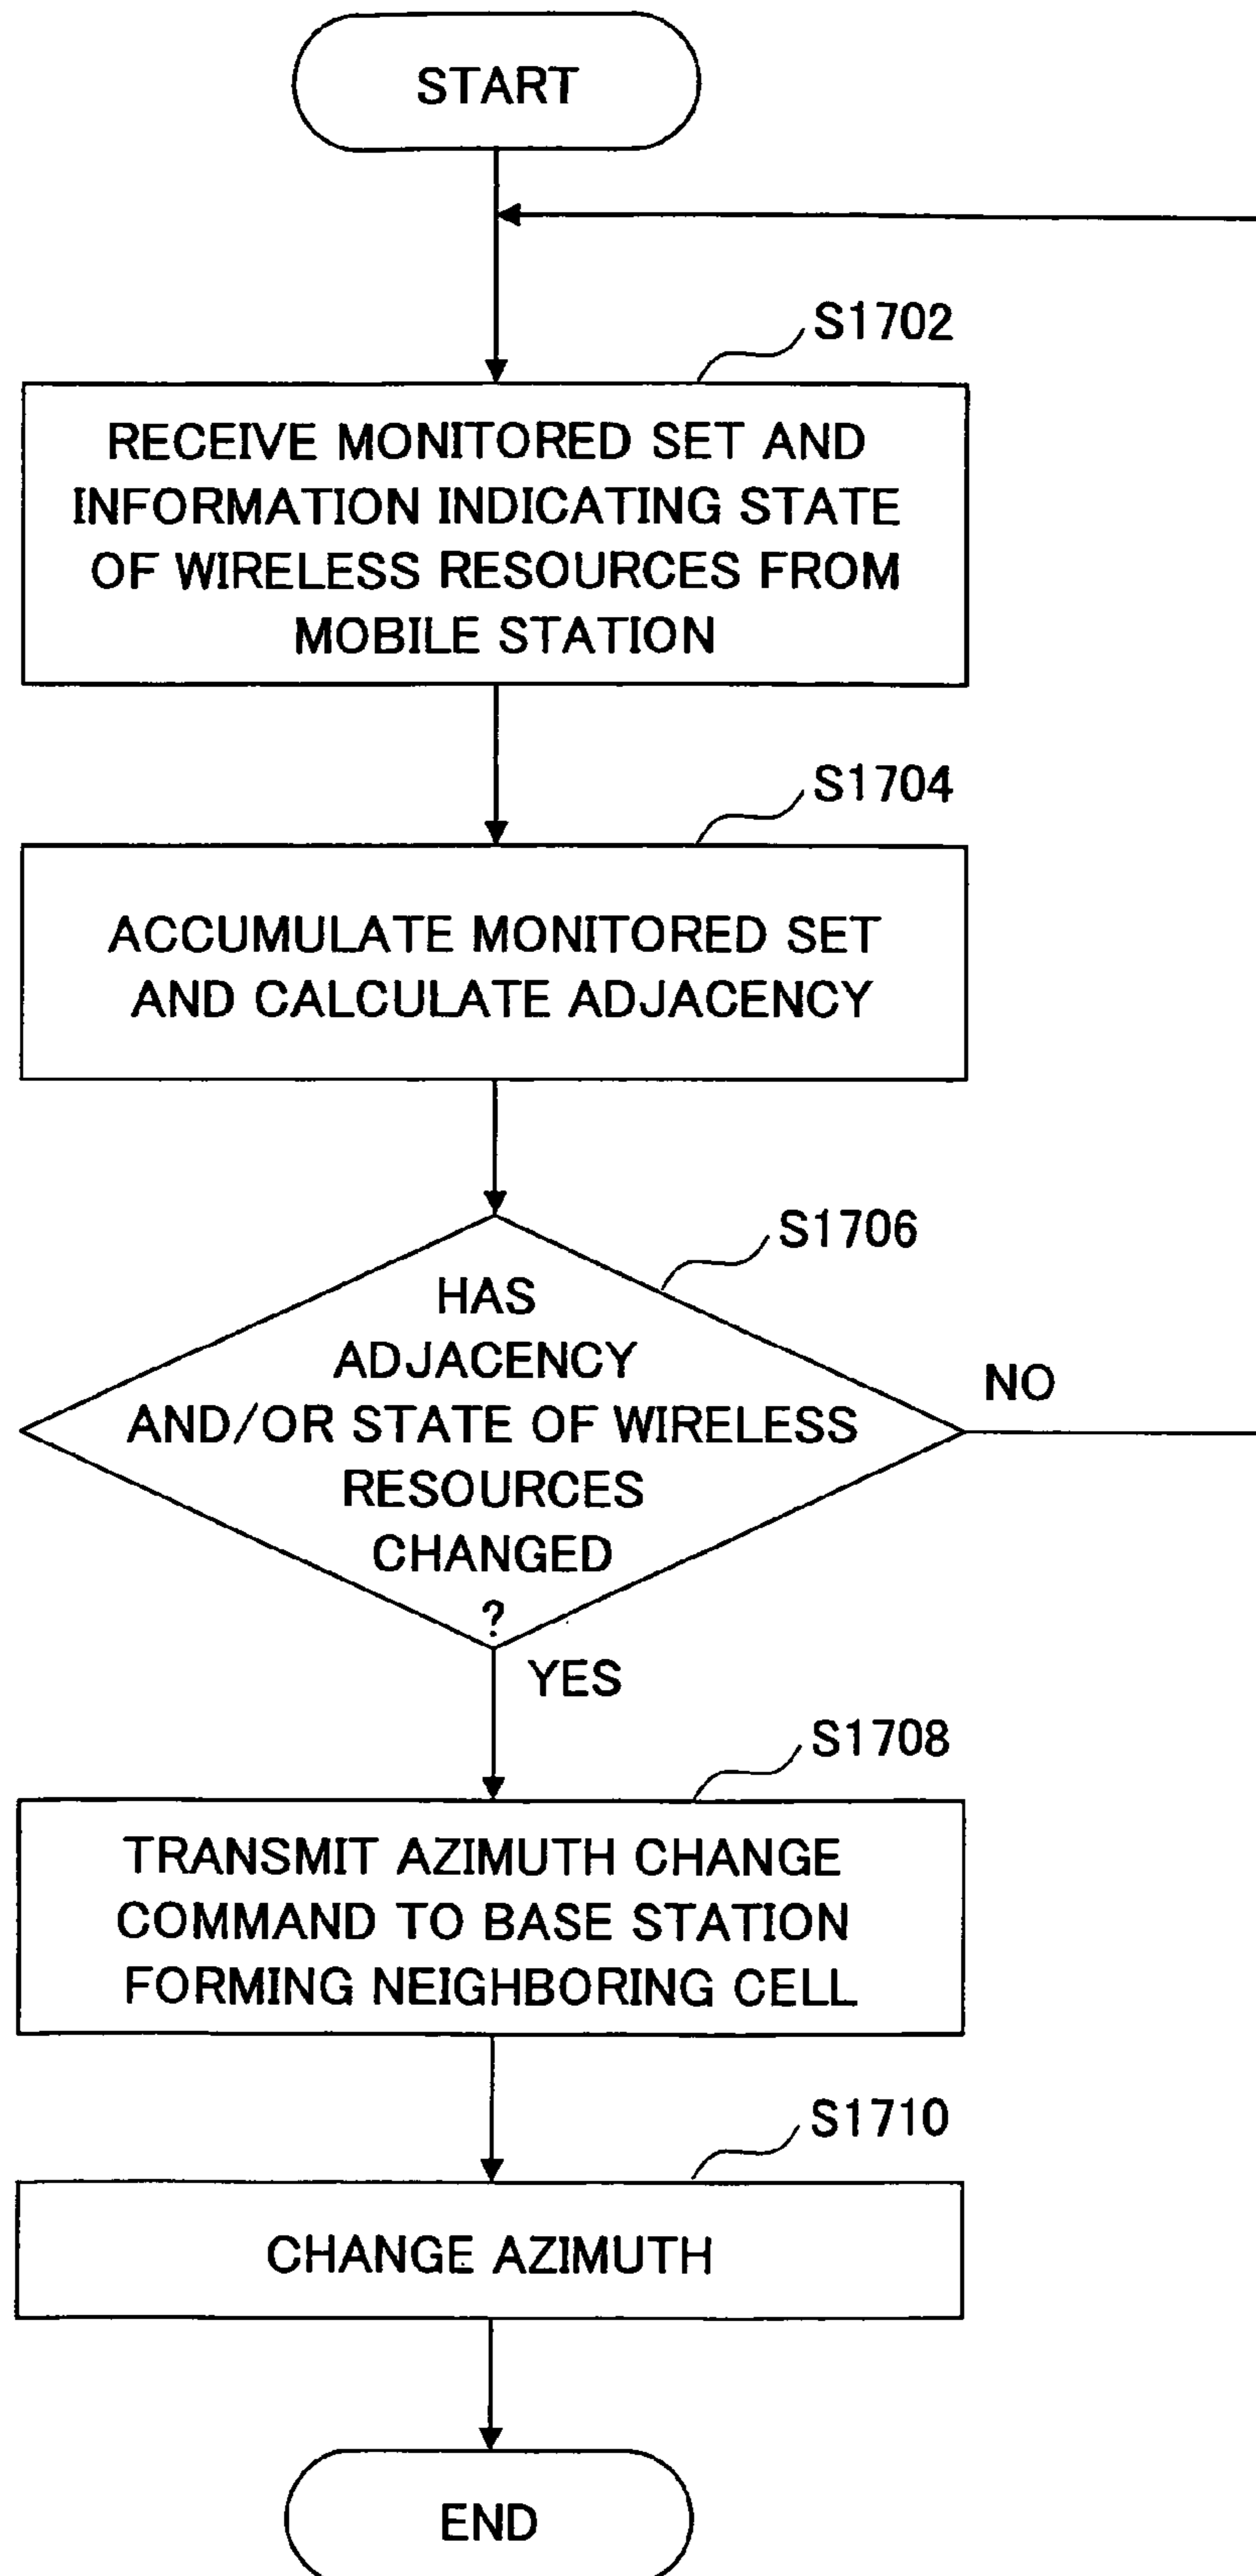 START
S1702
RECEIVE MONITORED SET AND
INFORMATION INDICATING STATE
OF WIRELESS RESOURCES FROM
MOBILE STATION
S1704
ACCUMULATE MONITORED SET
AND CALCULATE ADJACENCY
S1706
HAS
ADJACENCY
AND/OR STATE OF WIRELESS
RESOURCES
CHANGED
?
NO
YES
S1708
TRANSMIT AZIMUTH CHANGE
COMMAND TO BASE STATION
FORMING NEIGHBORING CELL
S1710
CHANGE AZIMUTH
END